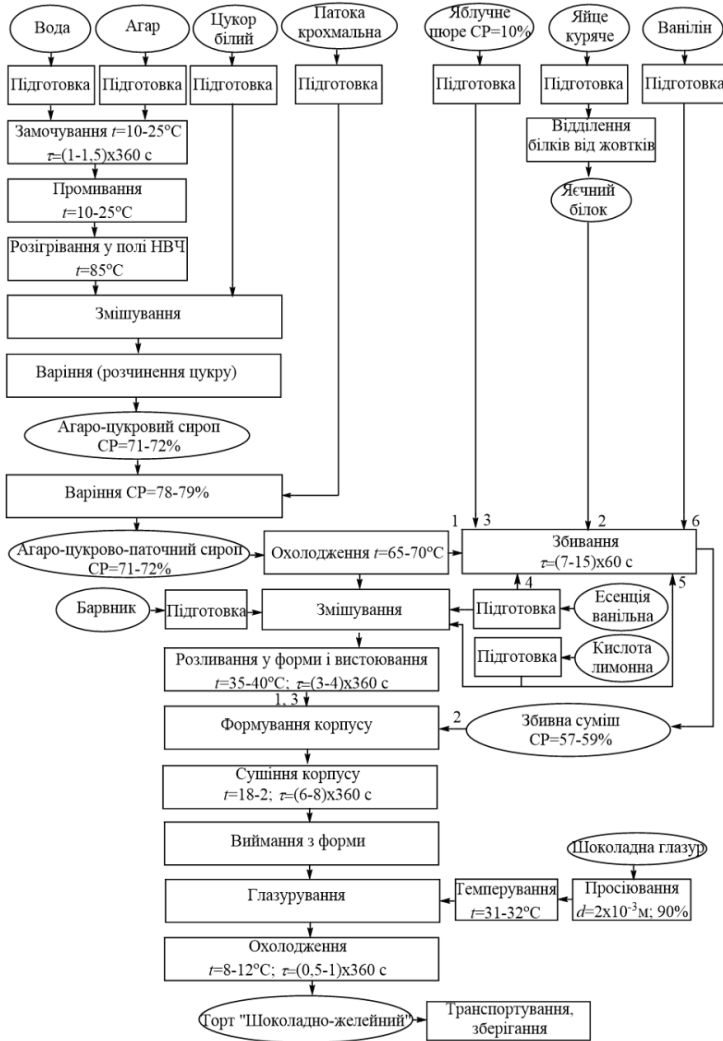 Вода
Агар
Цукор
білий
Патока
крохмальна
Яблучне
пюре СР=10%
Яйце
куряче
Ванілін
Підготовка
Підготовка
Підготовка
Підготовка
Підготовка
Підготовка
Підготовка
Замочування t=10-25°C
τ=(1-1,5)х360 с
Відділення
білків від жовтків
Промивання
t=10-25°C
Яєчний
білок
Розігрівання у полі НВЧ
t=85°C
Змішування
Варіння (розчинення цукру)
Агаро-цукровий сироп
СР=71-72%
Варіння СР=78-79%
1
3
2
6
Агаро-цукрово-паточний сироп
СР=71-72%
Охолодження t=65-70°C
Збивання
τ=(7-15)х60 с
4
5
Барвник
Підготовка
Змішування
Підготовка
Есенція
ванільна
Підготовка
Кислота
лимонна
Розливання у форми і вистоювання
t=35-40°C; τ=(3-4)х360 с
1, 3
Формування корпусу
2
Збивна суміш
СР=57-59%
Сушіння корпусу
t=18-2; τ=(6-8)х360 с
Виймання з форми
Шоколадна глазур
Глазурування
Темперування
t=31-32°C
Просіювання
d=2х10⁻³м; 90%
Охолодження
t=8-12°C; τ=(0,5-1)х360 с
Торт "Шоколадно-желейний"
Транспортування,
зберігання